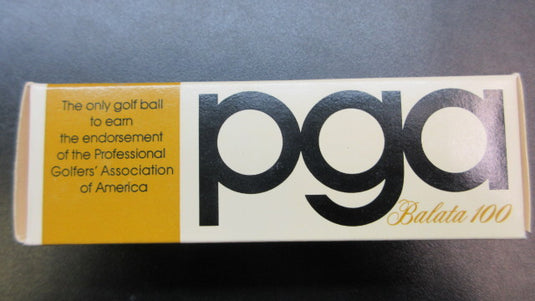 The only golf ball
to earn
the endorsement
of the Professional
Golfers' Association
of America
pga
Balata 100